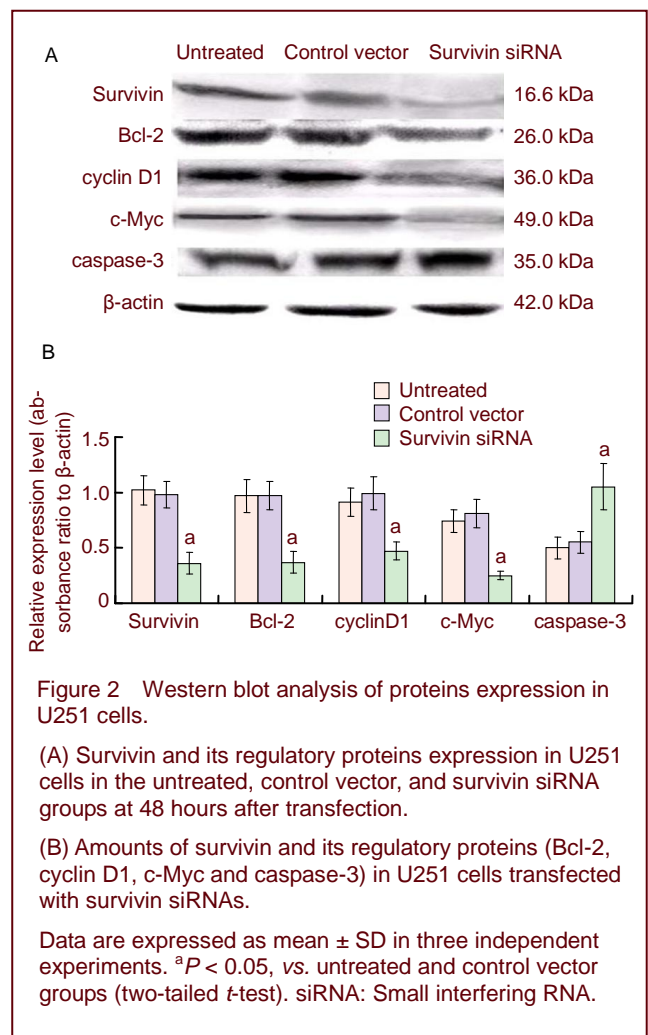 A
Untreated Control vector Survivin siRNA
Survivin 16.6 kDa
Bcl-2 26.0 kDa
cyclin D1 36.0 kDa
c-Myc 49.0 kDa
caspase-3 35.0 kDa
β-actin 42.0 kDa
B
Relative expression level (ab-
sorbance ratio to β-actin)
Untreated
Control vector
Survivin siRNA
1.5
1.0
0.5
0
a a a a a
Survivin Bcl-2 cyclinD1 c-Myc caspase-3
Figure 2 Western blot analysis of proteins expression in
U251 cells.
(A) Survivin and its regulatory proteins expression in U251
cells in the untreated, control vector, and survivin siRNA
groups at 48 hours after transfection.
(B) Amounts of survivin and its regulatory proteins (Bcl-2,
cyclin D1, c-Myc and caspase-3) in U251 cells transfected
with survivin siRNAs.
Data are expressed as mean ± SD in three independent
experiments. ᵃP < 0.05, vs. untreated and control vector
groups (two-tailed t-test). siRNA: Small interfering RNA.